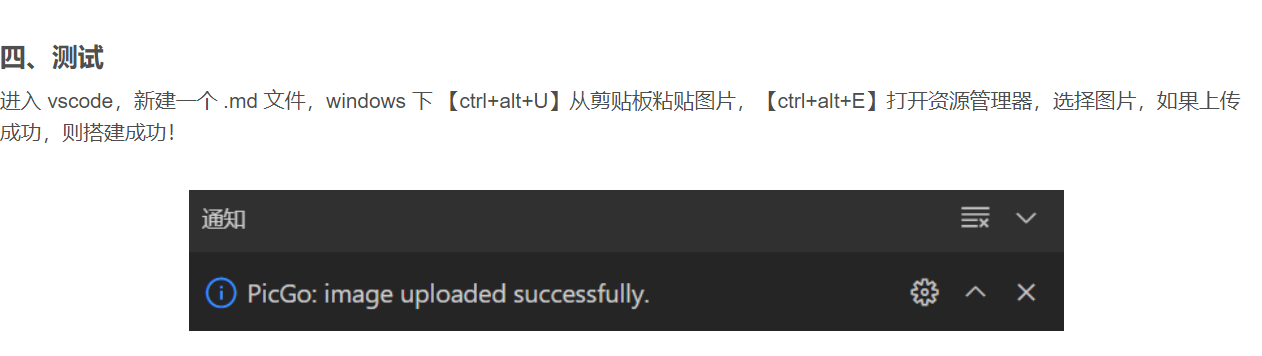 四、测试
进入 vscode，新建一个 .md 文件，windows 下 【ctrl+alt+U】从剪贴板粘贴图片，【ctrl+alt+E】打开资源管理器，选择图片，如果上传
成功，则搭建成功！
通知
PicGo: image uploaded successfully.